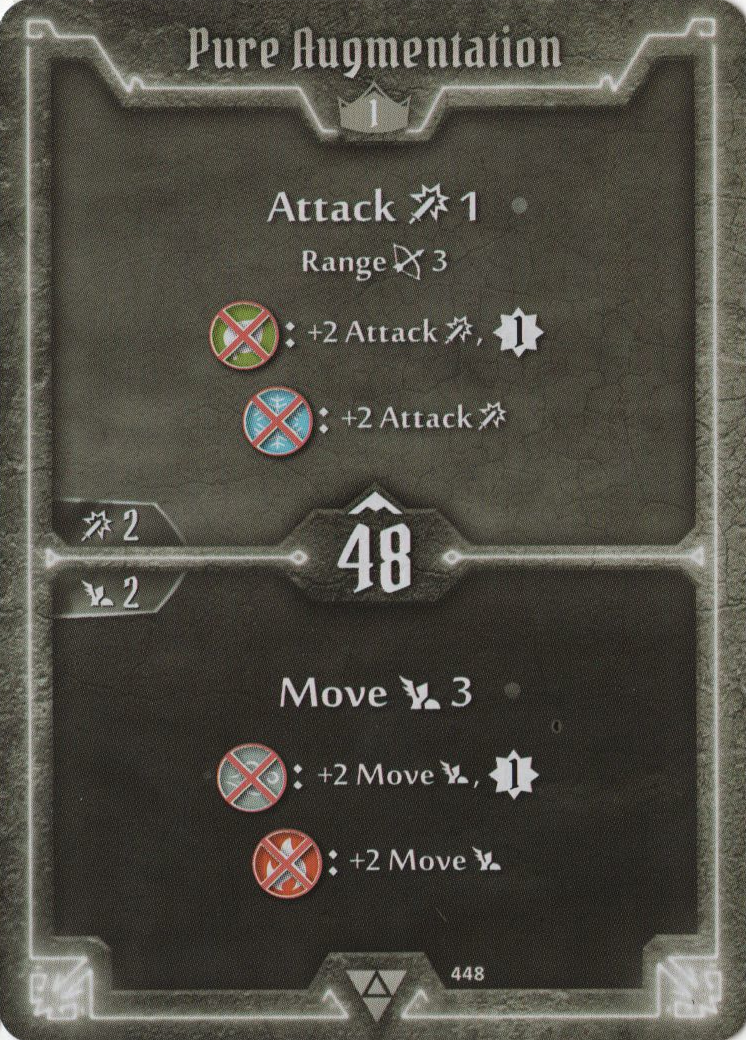 Pure Augmentation
1
Attack 1
Range 3
: +2 Attack , 1
: +2 Attack
2
48
2
Move 3
: +2 Move , 1
: +2 Move
448